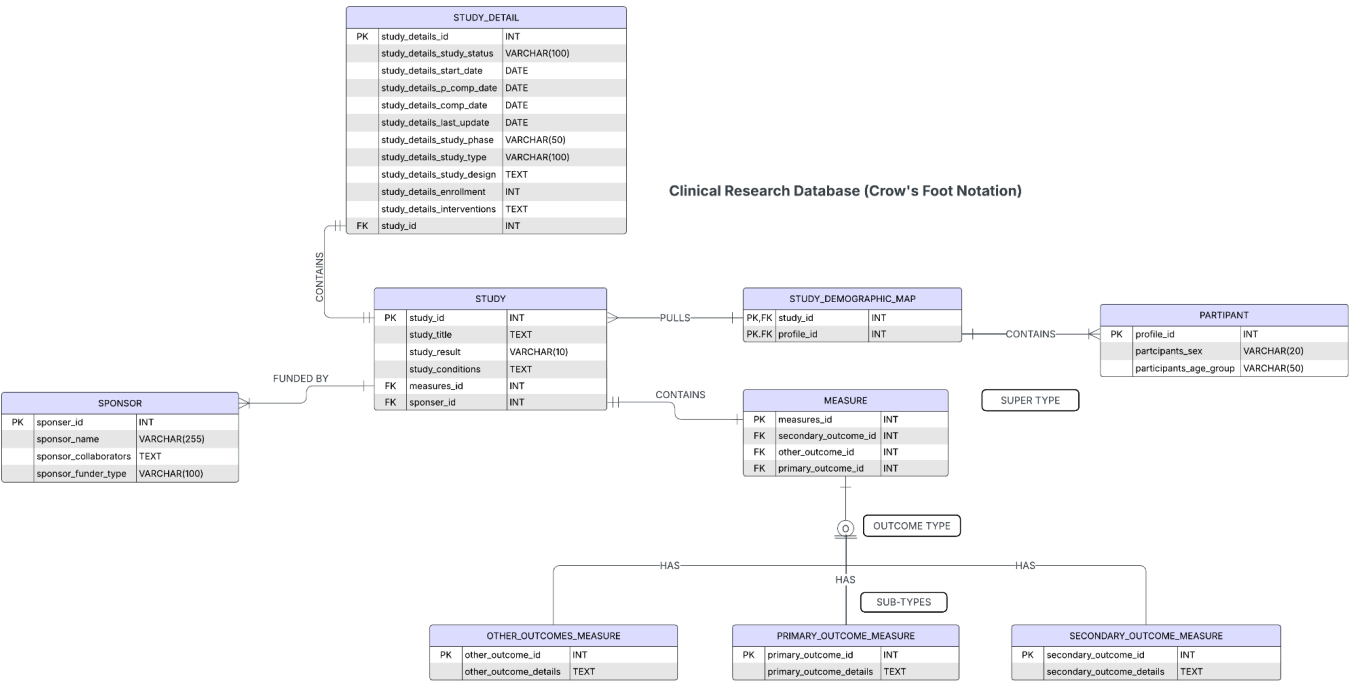 STUDY_DETAIL
PK study_details_id INT
study_details_study_status VARCHAR(100)
study_details_start_date DATE
study_details_p_comp_date DATE
study_details_comp_date DATE
study_details_last_update DATE
study_details_study_phase VARCHAR(50)
study_details_study_type VARCHAR(100)
study_details_study_design TEXT
study_details_enrollment INT
study_details_interventions TEXT
FK study_id INT
Clinical Research Database (Crow's Foot Notation)
CONTAINS
STUDY
PK study_id INT
study_title TEXT
study_result VARCHAR(10)
study_conditions TEXT
FK measures_id INT
FK sponser_id INT
PULLS
STUDY_DEMOGRAPHIC_MAP
PK,FK study_id INT
PK.FK profile_id INT
CONTAINS
PARTIPANT
PK profile_id INT
partcipants_sex VARCHAR(20)
participants_age_group VARCHAR(50)
FUNDED BY
SPONSOR
PK sponser_id INT
sponsor_name VARCHAR(255)
sponsor_collaborators TEXT
sponsor_funder_type VARCHAR(100)
CONTAINS
MEASURE
PK measures_id INT
FK secondary_outcome_id INT
FK other_outcome_id INT
FK primary_outcome_id INT
SUPER TYPE
O
OUTCOME TYPE
HAS
HAS
HAS
SUB-TYPES
OTHER_OUTCOMES_MEASURE
PK other_outcome_id INT
other_outcome_details TEXT
PRIMARY_OUTCOME_MEASURE
PK primary_outcome_id INT
primary_outcome_details TEXT
SECONDARY_OUTCOME_MEASURE
PK secondary_outcome_id INT
secondary_outcome_details TEXT